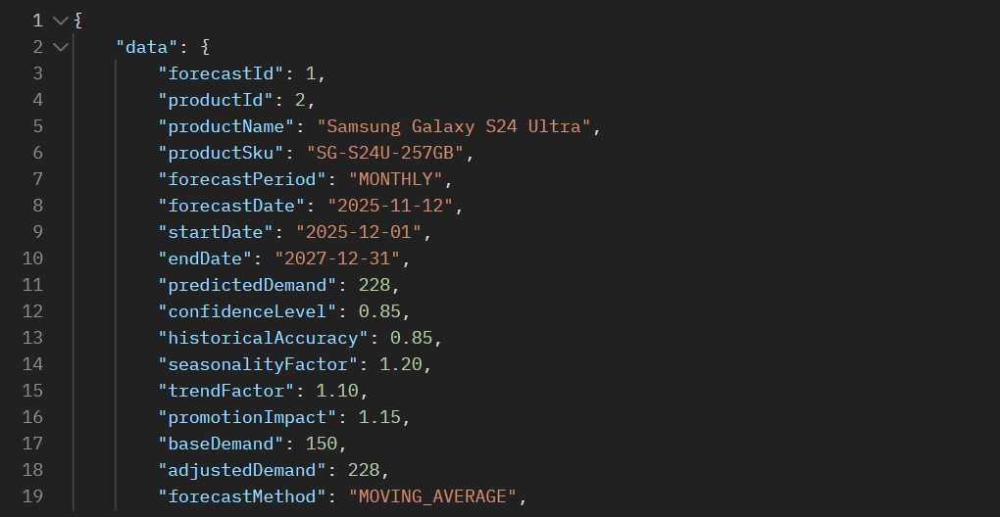 1 {
2 "data": {
3 "forecastId": 1,
4 "productId": 2,
5 "productName": "Samsung Galaxy S24 Ultra",
6 "productSku": "SG-S24U-257GB",
7 "forecastPeriod": "MONTHLY",
8 "forecastDate": "2025-11-12",
9 "startDate": "2025-12-01",
10 "endDate": "2027-12-31",
11 "predictedDemand": 228,
12 "confidenceLevel": 0.85,
13 "historicalAccuracy": 0.85,
14 "seasonalityFactor": 1.20,
15 "trendFactor": 1.10,
16 "promotionImpact": 1.15,
17 "baseDemand": 150,
18 "adjustedDemand": 228,
19 "forecastMethod": "MOVING_AVERAGE",